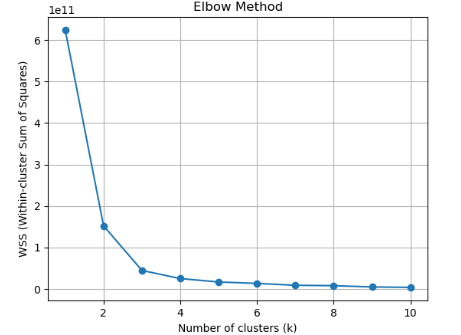 Elbow Method
1e11
6
5
4
3
2
1
0
WSS (Within-cluster Sum of Squares)
2 4 6 8 10
Number of clusters (k)